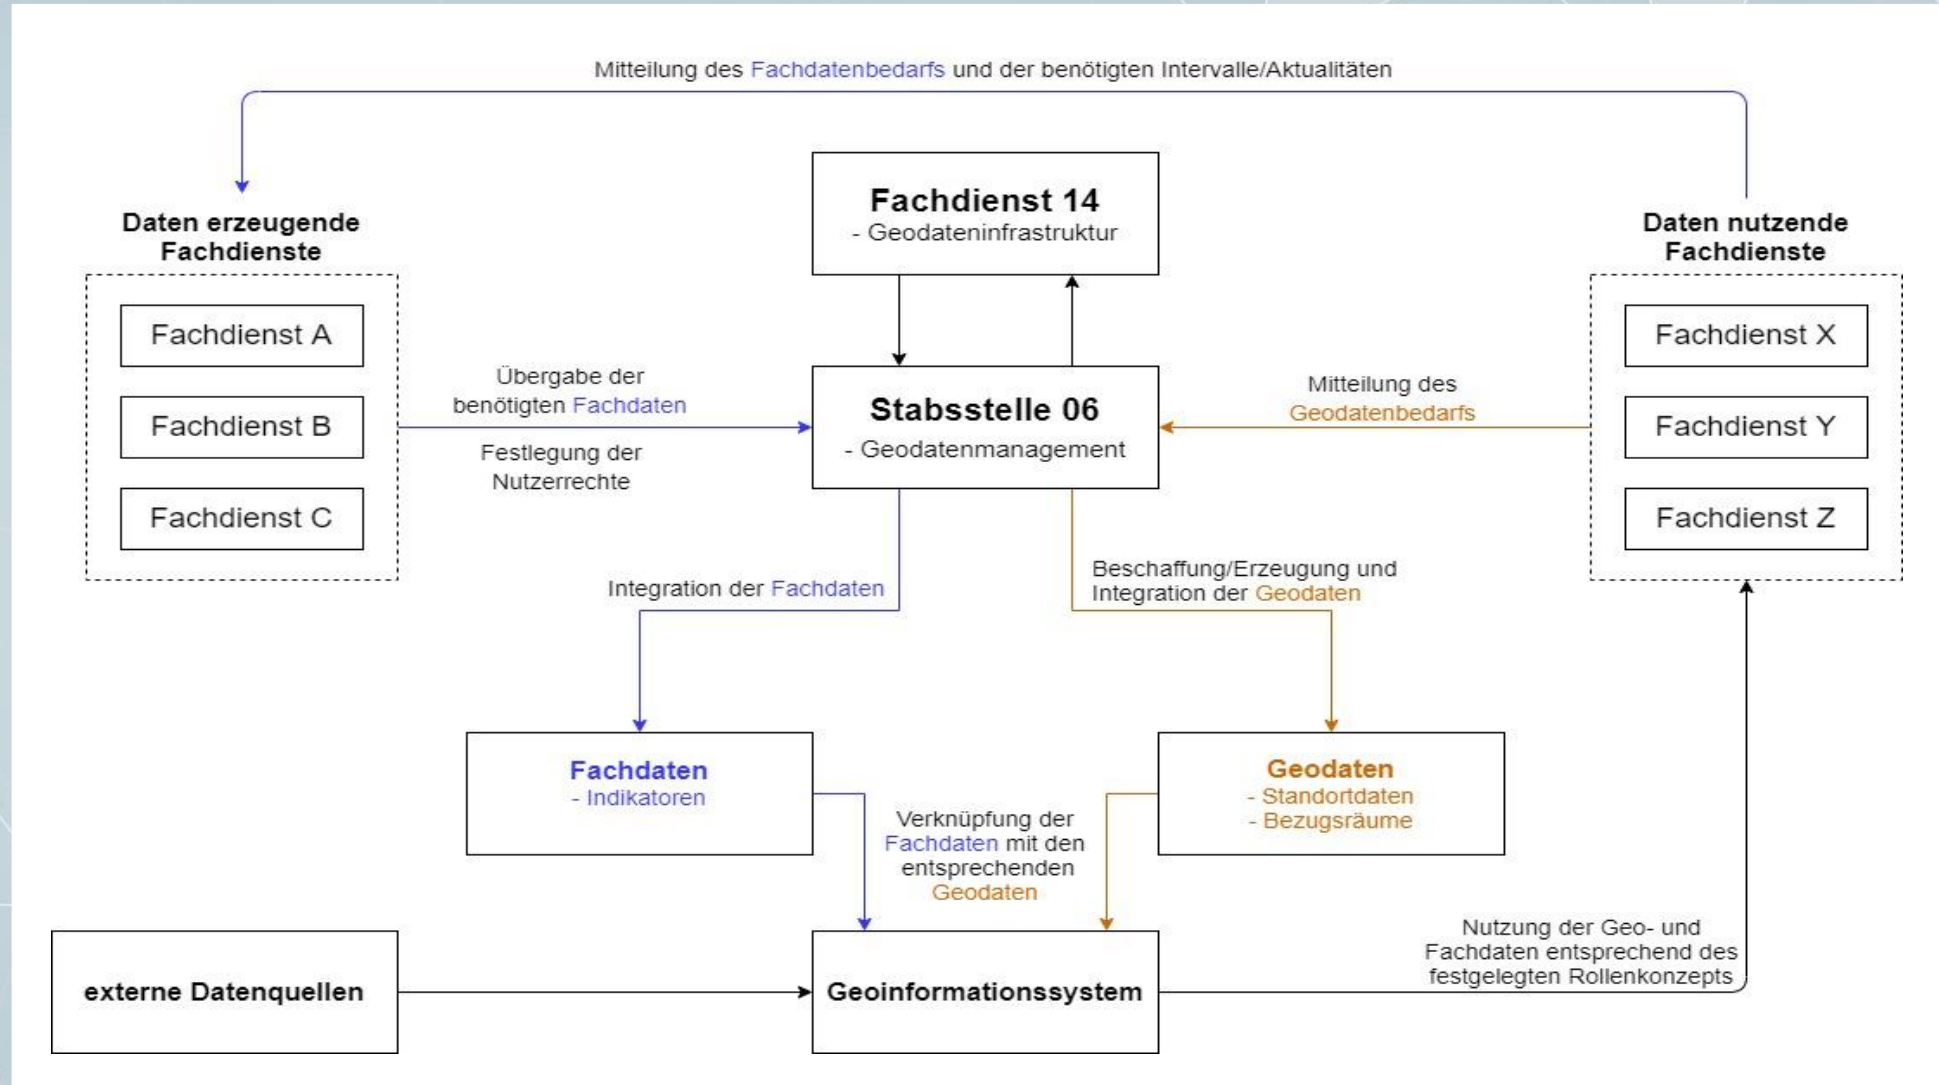 Mitteilung des Fachdatenbedarfs und der benötigten Intervalle/Aktualitäten
Fachdienst 14
- Geodateninfrastruktur
Daten erzeugende
Fachdienste
Fachdienst A
Fachdienst B
Fachdienst C
Daten nutzende
Fachdienste
Fachdienst X
Fachdienst Y
Fachdienst Z
Übergabe der
benötigten Fachdaten
Festlegung der
Nutzerrechte
Stabsstelle 06
- Geodatenmanagement
Mitteilung des
Geodatenbedarfs
Integration der Fachdaten
Beschaffung/Erzeugung und
Integration der Geodaten
Fachdaten
- Indikatoren
Verknüpfung der
Fachdaten mit den
entsprechenden
Geodaten
Geodaten
- Standortdaten
- Bezugsräume
externe Datenquellen
Geoinformationssystem
Nutzung der Geo- und
Fachdaten entsprechend des
festgelegten Rollenkonzepts